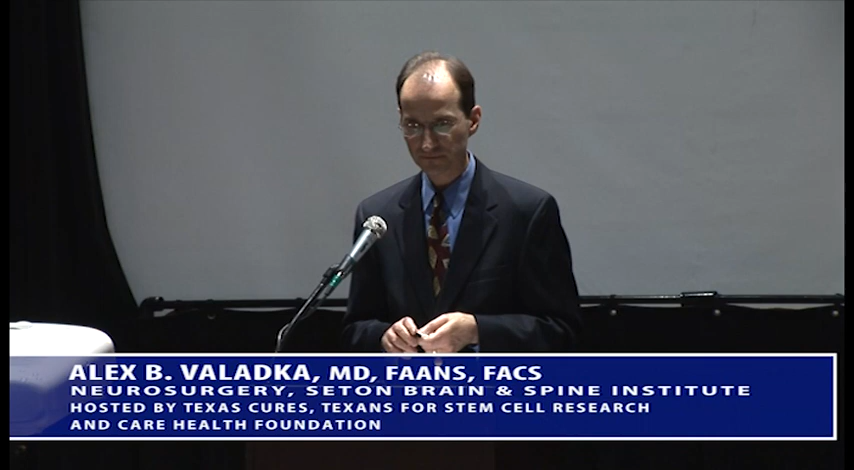 ALEX B. VALADKA, MD, FAANS, FACS
NEUROSURGERY, SETON BRAIN & SPINE INSTITUTE
HOSTED BY TEXAS CURES, TEXANS FOR STEM CELL RESEARCH
AND CARE HEALTH FOUNDATION